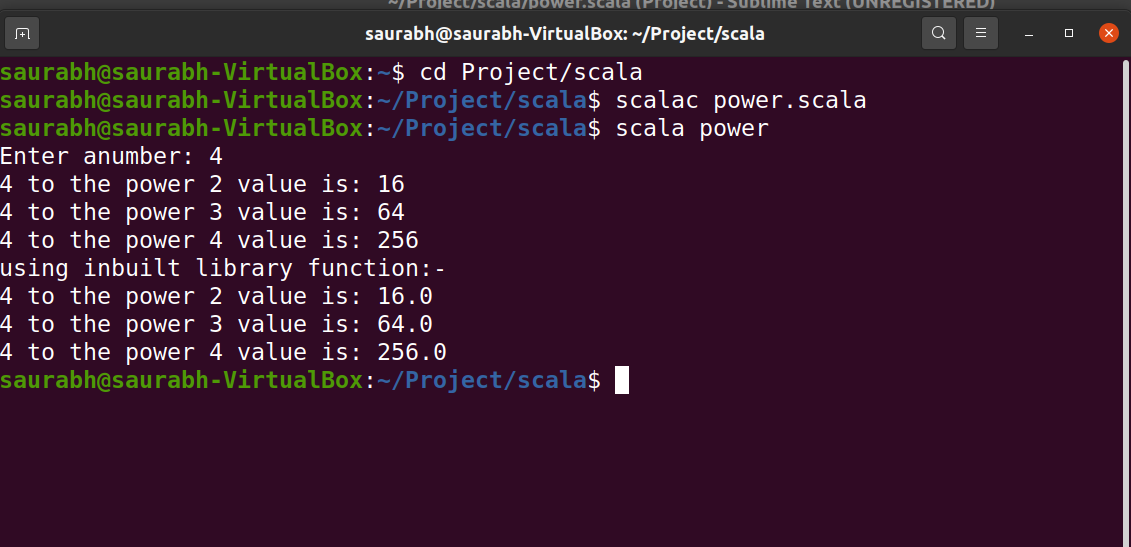 ~/Project/scala/power.scala (Project) - Sublime Text (UNREGISTERED)
saurabh@saurabh-VirtualBox: ~/Project/scala
saurabh@saurabh-VirtualBox:~$ cd Project/scala
saurabh@saurabh-VirtualBox:~/Project/scala$ scalac power.scala
saurabh@saurabh-VirtualBox:~/Project/scala$ scala power
Enter anumber: 4
4 to the power 2 value is: 16
4 to the power 3 value is: 64
4 to the power 4 value is: 256
using inbuilt library function:-
4 to the power 2 value is: 16.0
4 to the power 3 value is: 64.0
4 to the power 4 value is: 256.0
saurabh@saurabh-VirtualBox:~/Project/scala$